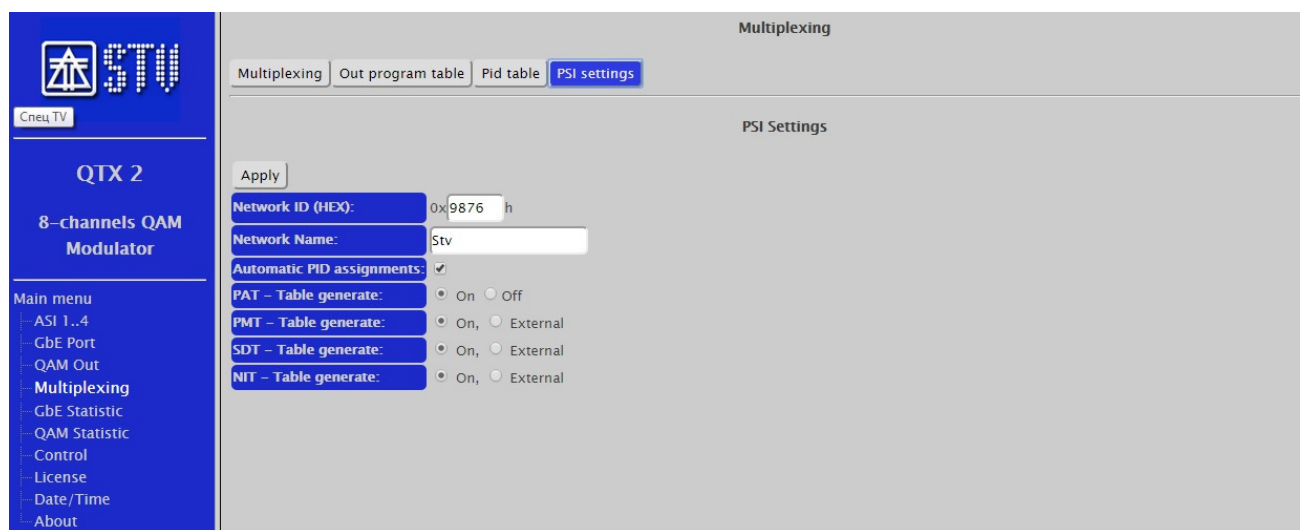 STV
Спец TV
QTX 2
8-channels QAM
Modulator
Main menu
ASI 1..4
GbE Port
QAM Out
Multiplexing
GbE Statistic
QAM Statistic
Control
License
Date/Time
About
Multiplexing
Multiplexing Out program table Pid table PSI settings
PSI Settings
Apply
Network ID (HEX): 0x 9876 h
Network Name: Stv
Automatic PID assignments:
PAT - Table generate: On Off
PMT - Table generate: On, External
SDT - Table generate: On, External
NIT - Table generate: On, External